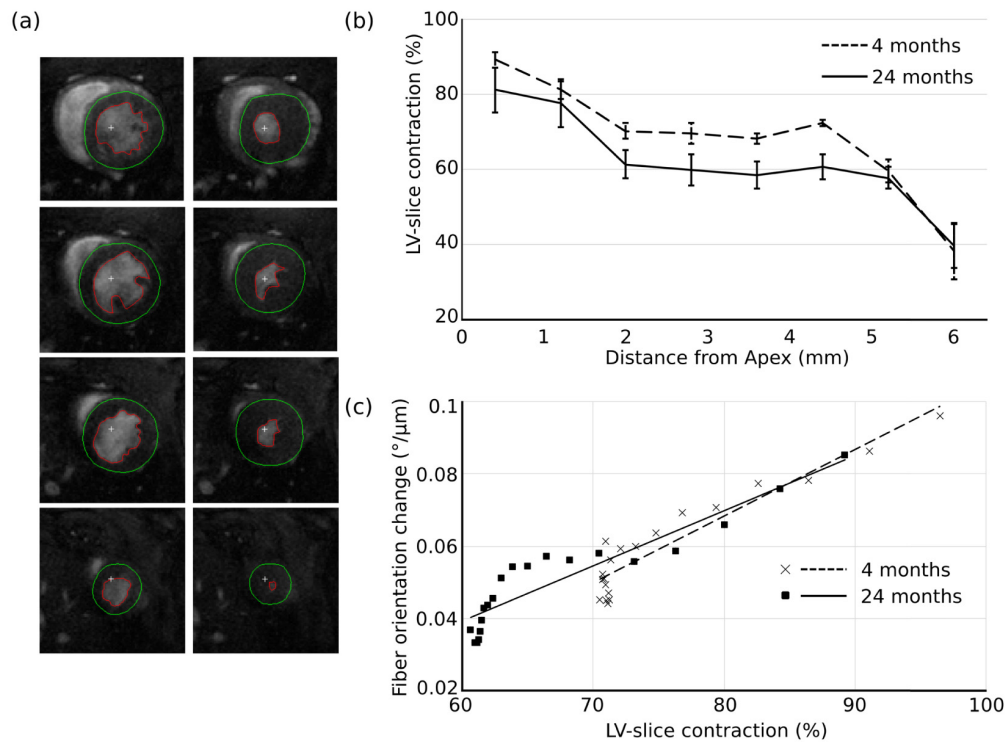 (a)
(b)
LV-slice contraction (%)
100
80
60
40
20
4 months
24 months
0
1
2
3
4
5
6
Distance from Apex (mm)
(c)
Fiber orientation change (°/µm)
0.1
0.08
0.06
0.04
0.02
4 months
24 months
60
70
80
90
100
LV-slice contraction (%)